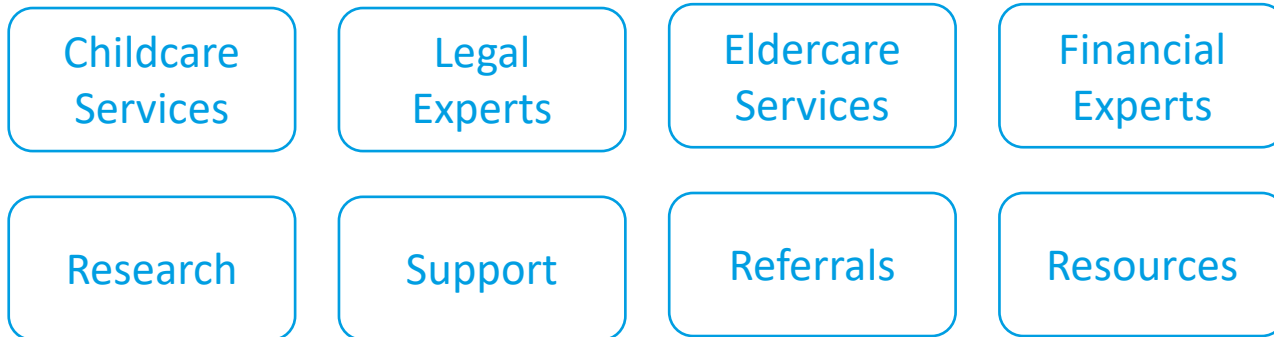 Childcare
Services
Legal
Experts
Eldercare
Services
Financial
Experts
Research
Support
Referrals
Resources